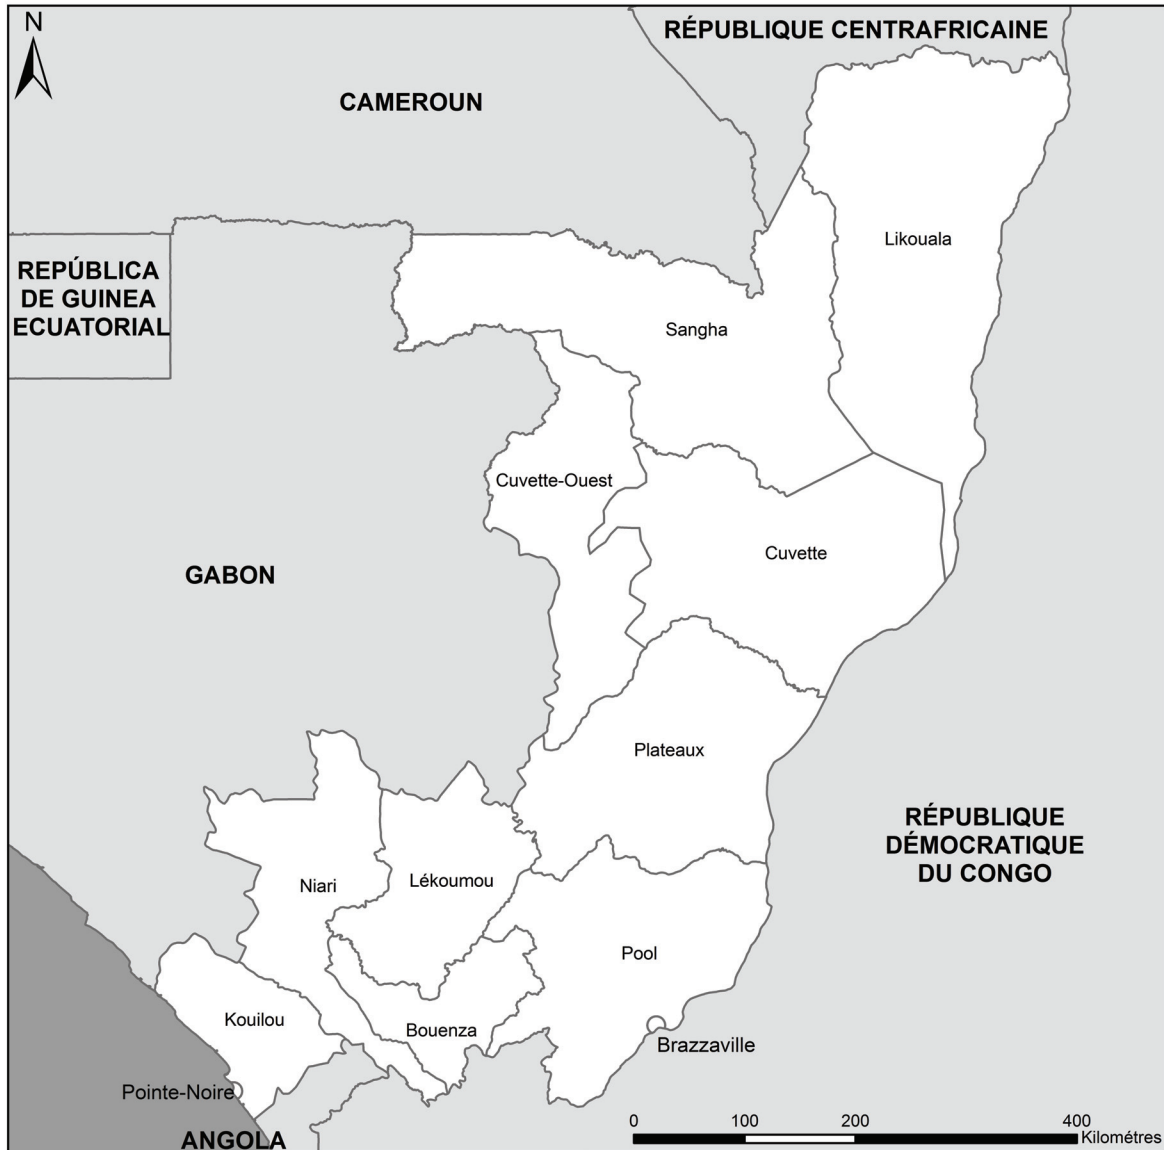 N
RÉPUBLIQUE CENTRAFRICAINE
CAMEROUN
Likouala
REPÚBLICA
DE GUINEA
ECUATORIAL
Sangha
Cuvette-Ouest
Cuvette
GABON
Plateaux
RÉPUBLIQUE
DÉMOCRATIQUE
DU CONGO
Niari
Lékoumou
Pool
Kouilou
Bouenza
Brazzaville
Pointe-Noire
ANGOLA
0 100 200 400
Kilométres